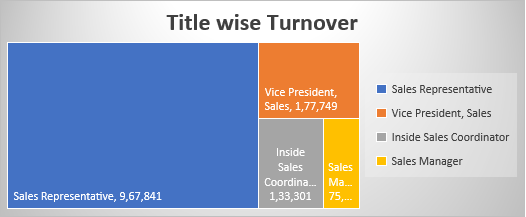 Title wise Turnover
Sales Representative, 9,67,841
Vice President,
Sales, 1,77,749
Inside
Sales
Coordina...
1,33,301
Sales
Ma...
75,...
Sales Representative
Vice President, Sales
Inside Sales Coordinator
Sales Manager